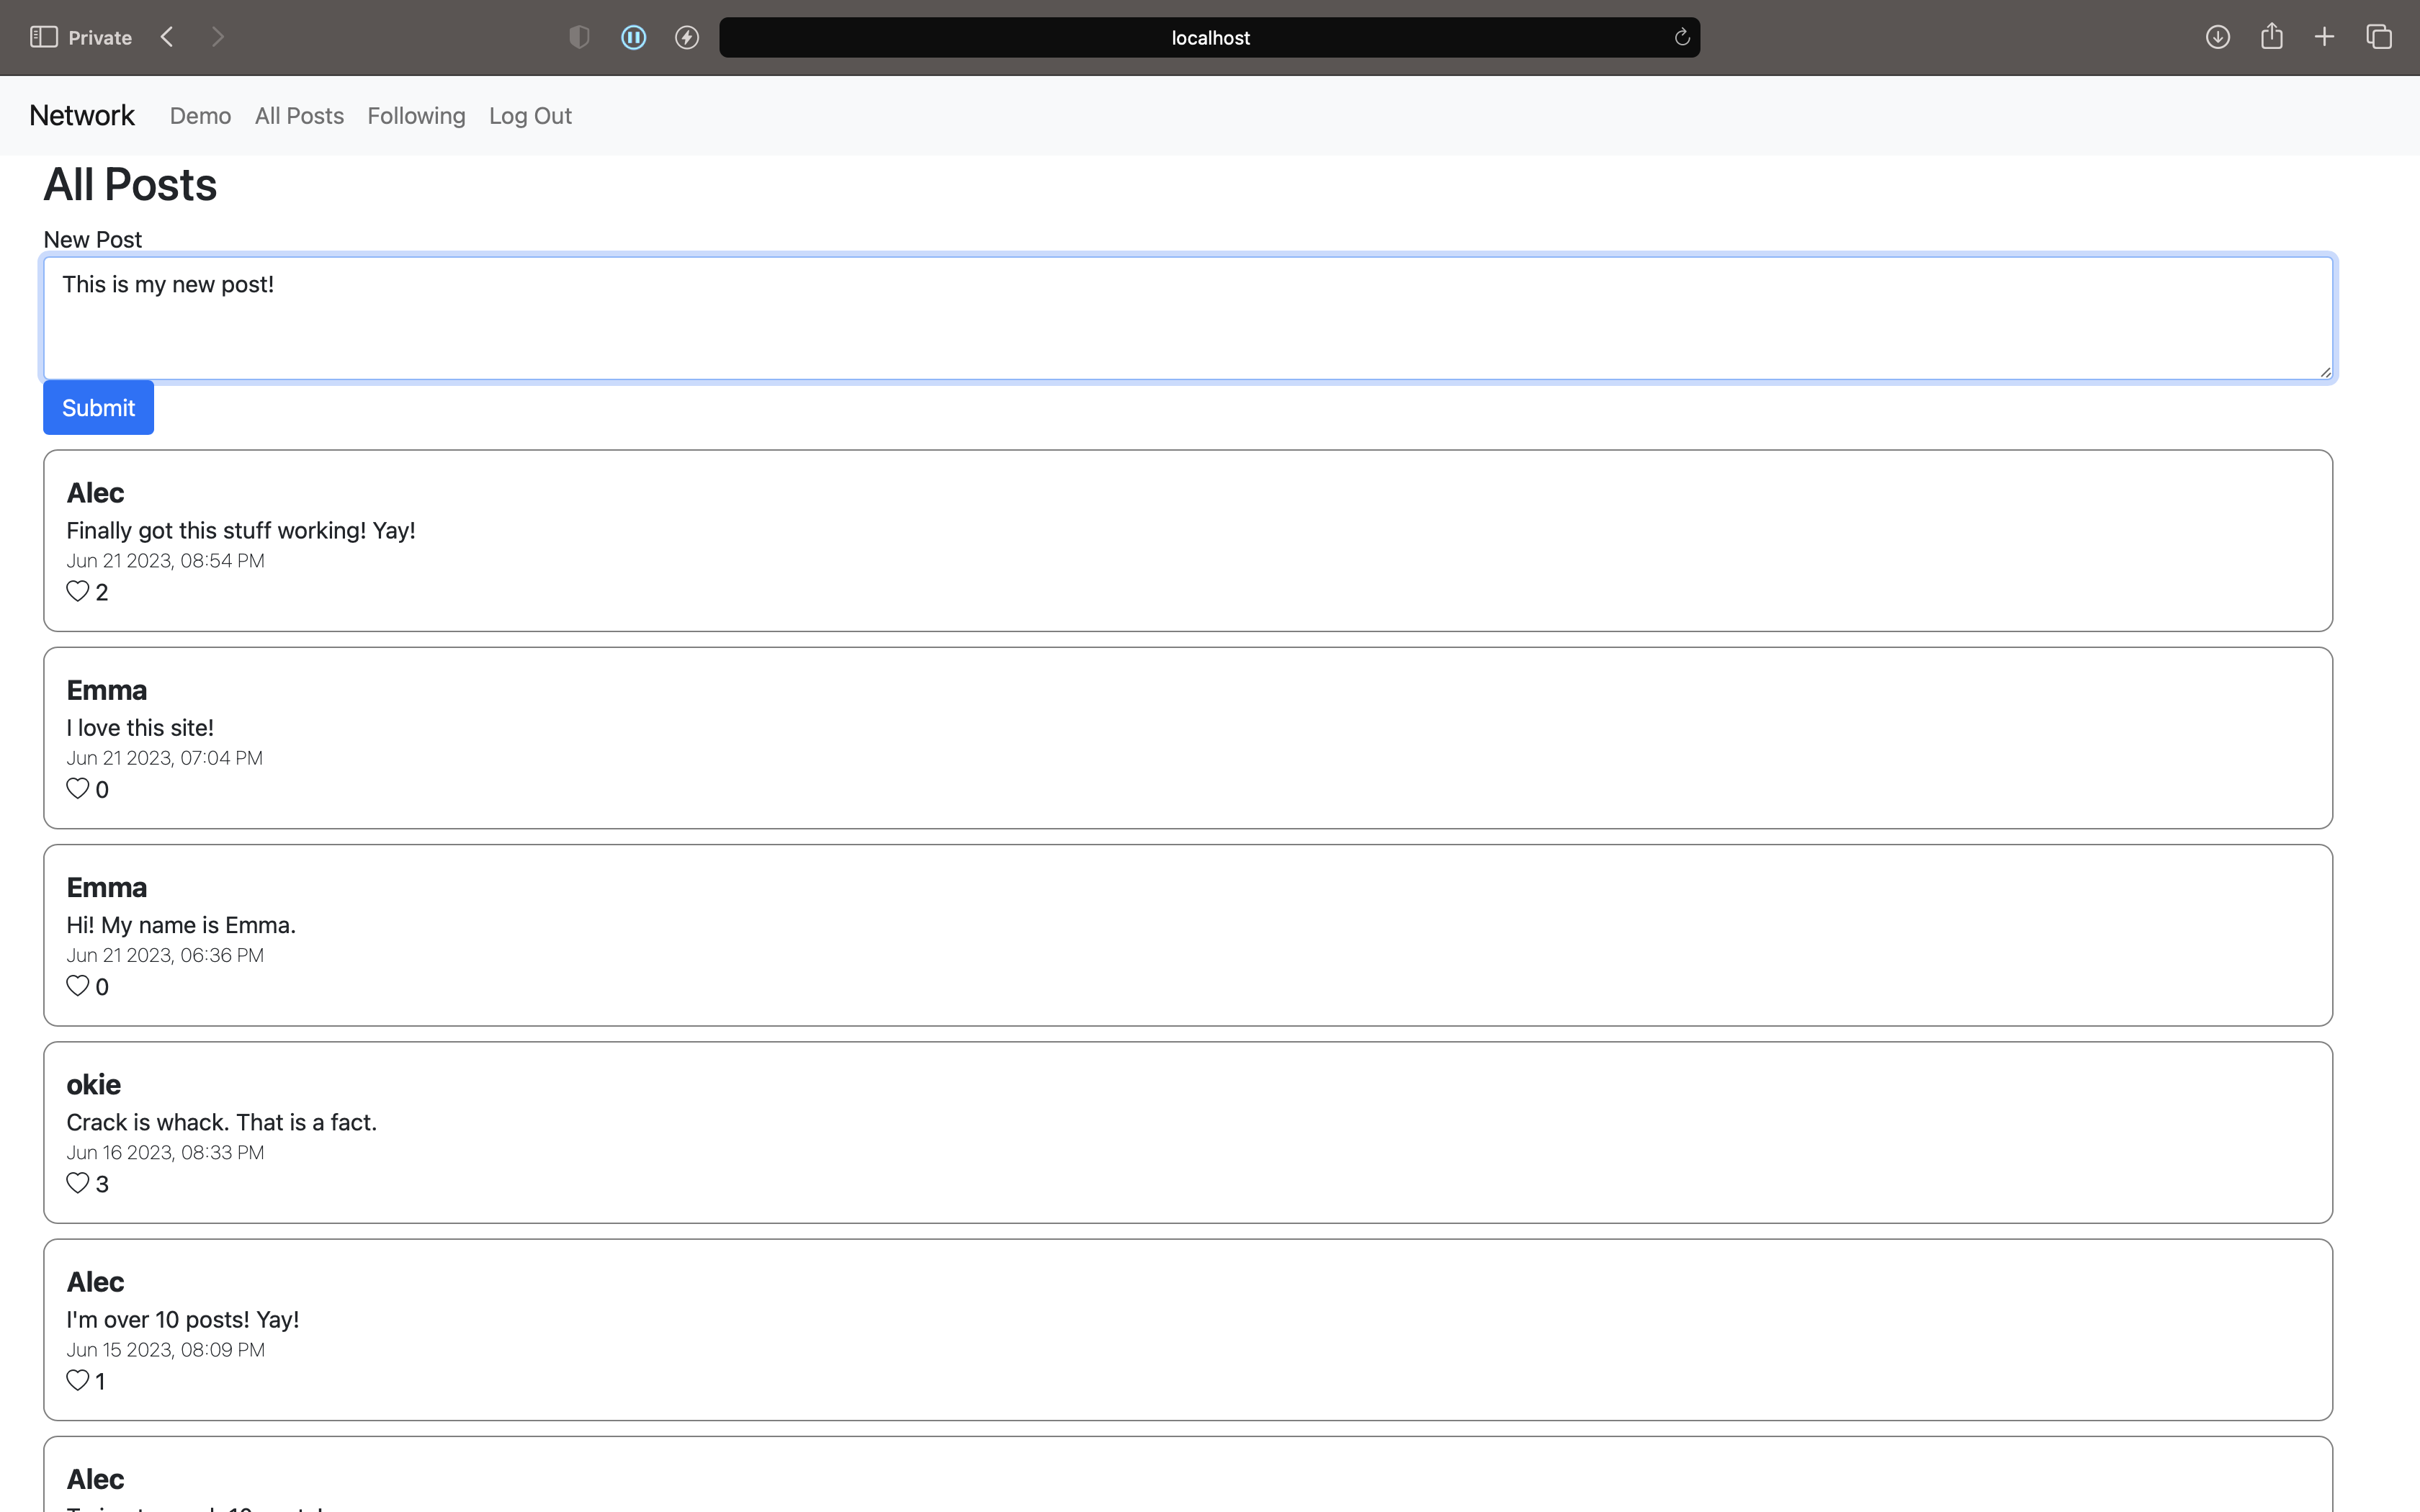 Private
localhost
Network Demo All Posts Following Log Out
All Posts
New Post
This is my new post!
Submit
Alec
Finally got this stuff working! Yay!
Jun 21 2023, 08:54 PM
2
Emma
I love this site!
Jun 21 2023, 07:04 PM
0
Emma
Hi! My name is Emma.
Jun 21 2023, 06:36 PM
0
okie
Crack is whack. That is a fact.
Jun 16 2023, 08:33 PM
3
Alec
I'm over 10 posts! Yay!
Jun 15 2023, 08:09 PM
1
Alec